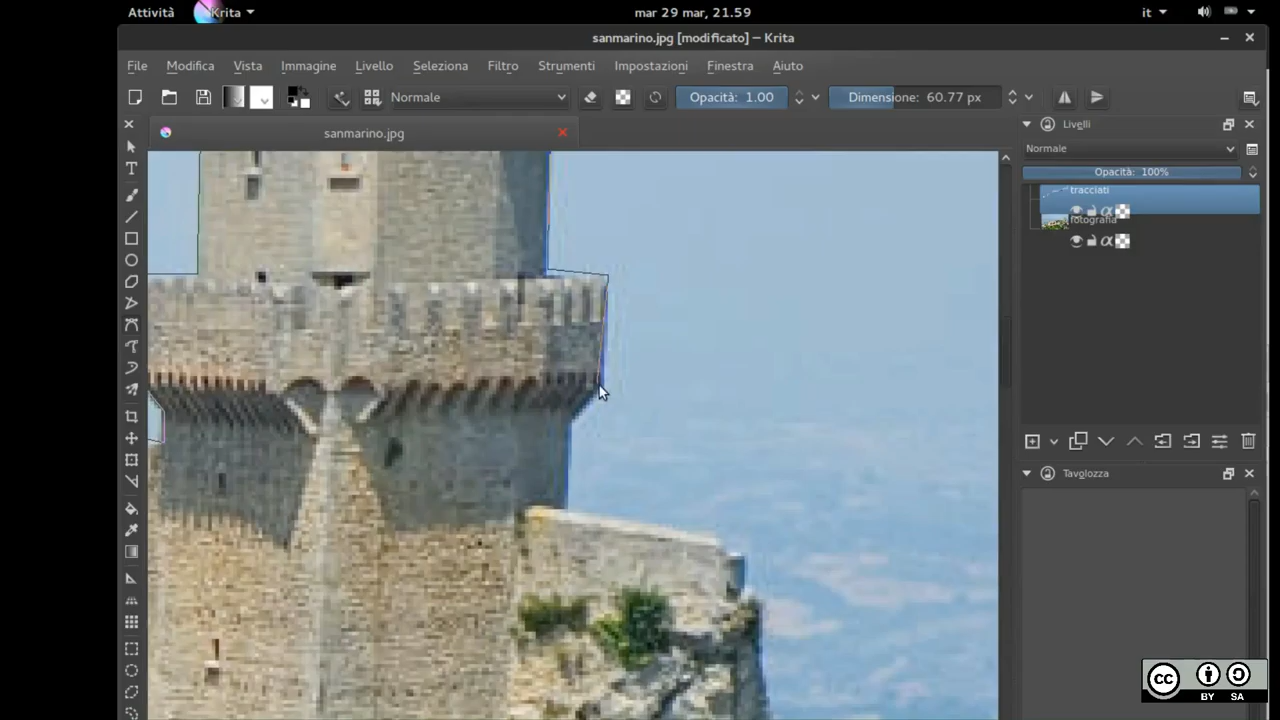 Attività Krita mar 29 mar, 21.59 it
sanmarino.jpg [modificato] – Krita
File Modifica Vista Immagine Livello Seleziona Filtro Strumenti Impostazioni Finestra Aiuto
Normale Opacità: 1.00 Dimensione: 60.77 px
sanmarino.jpg
Livelli
Normale
Opacità: 100%
tracciati
fotografia
Tavolozza
cc
BY SA